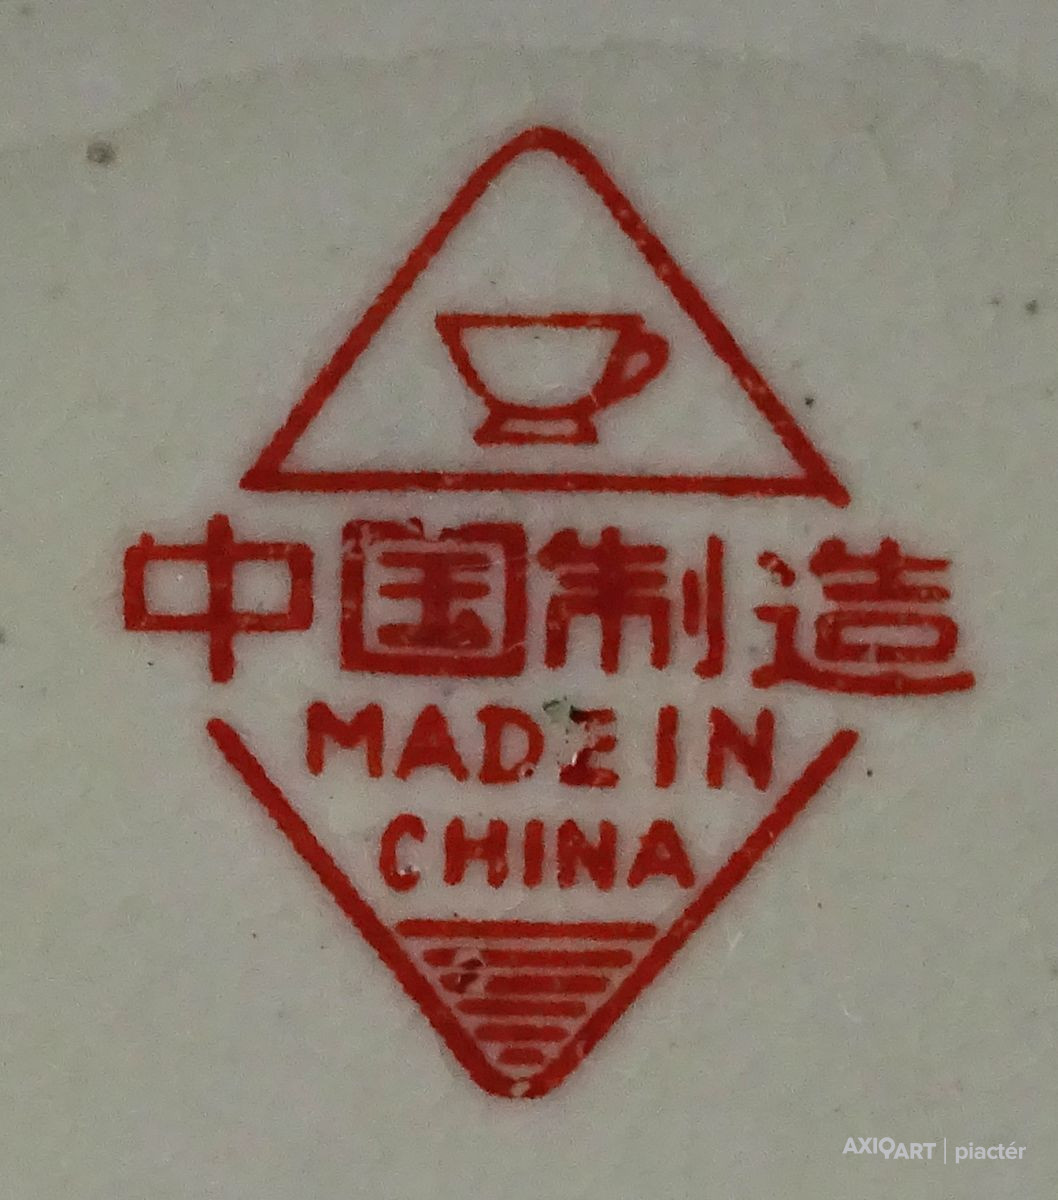 中国制造
MADE IN
CHINA
AXIOART | piactér